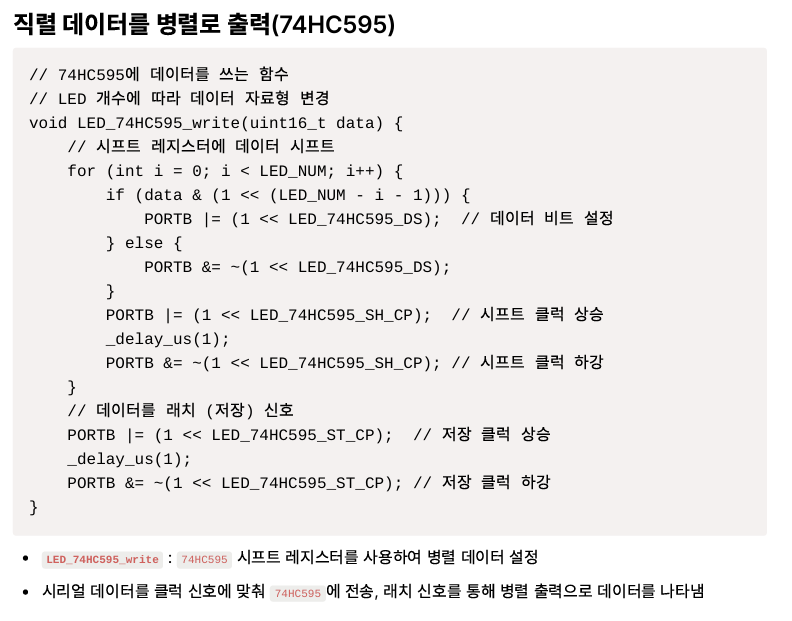 직렬 데이터를 병렬로 출력(74HC595)
// 74HC595에 데이터를 쓰는 함수
// LED 개수에 따라 데이터 자료형 변경
void LED_74HC595_write(uint16_t data) {
    // 시프트 레지스터에 데이터 시프트
    for (int i = 0; i < LED_NUM; i++) {
        if (data & (1 << (LED_NUM - i - 1))) {
            PORTB |= (1 << LED_74HC595_DS);  // 데이터 비트 설정
        } else {
            PORTB &= ~(1 << LED_74HC595_DS);
        }
        PORTB |= (1 << LED_74HC595_SH_CP);  // 시프트 클럭 상승
        _delay_us(1);
        PORTB &= ~(1 << LED_74HC595_SH_CP); // 시프트 클럭 하강
    }
    // 데이터를 래치 (저장) 신호
    PORTB |= (1 << LED_74HC595_ST_CP);  // 저장 클럭 상승
    _delay_us(1);
    PORTB &= ~(1 << LED_74HC595_ST_CP); // 저장 클럭 하강
}
• LED_74HC595_write : 74HC595 시프트 레지스터를 사용하여 병렬 데이터 설정
• 시리얼 데이터를 클럭 신호에 맞춰 74HC595에 전송, 래치 신호를 통해 병렬 출력으로 데이터를 나타냄